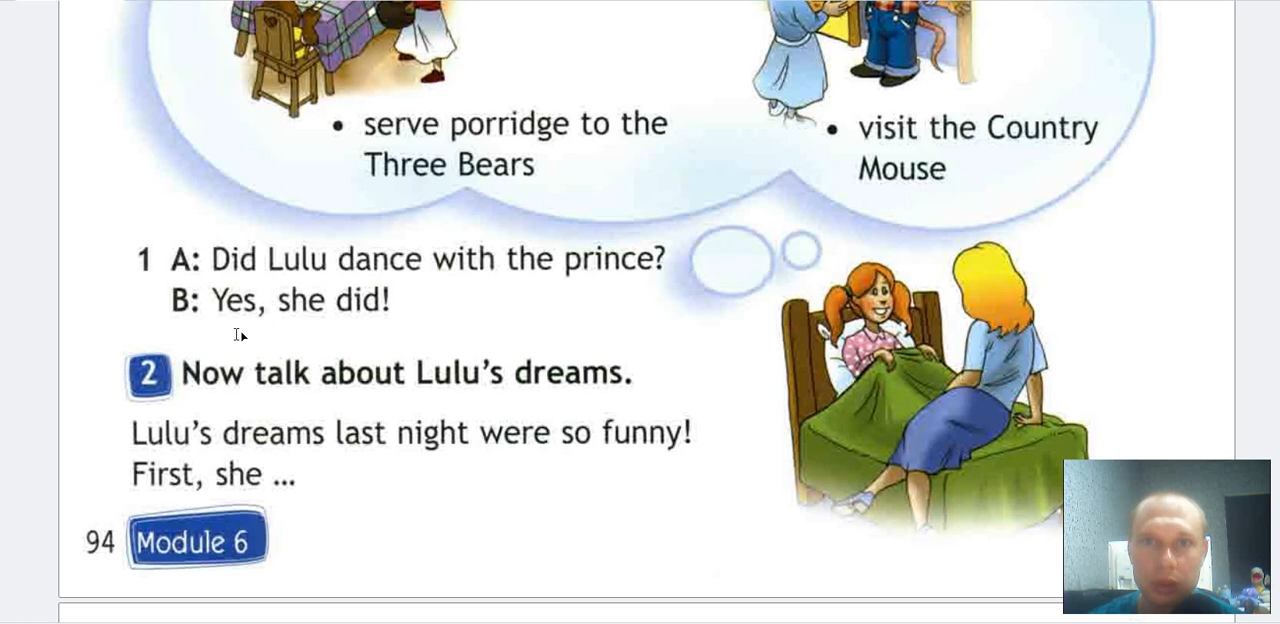 • serve porridge to the
Three Bears
• visit the Country
Mouse
1 A: Did Lulu dance with the prince?
B: Yes, she did!
2 Now talk about Lulu's dreams.
Lulu's dreams last night were so funny!
First, she ...
94 Module 6